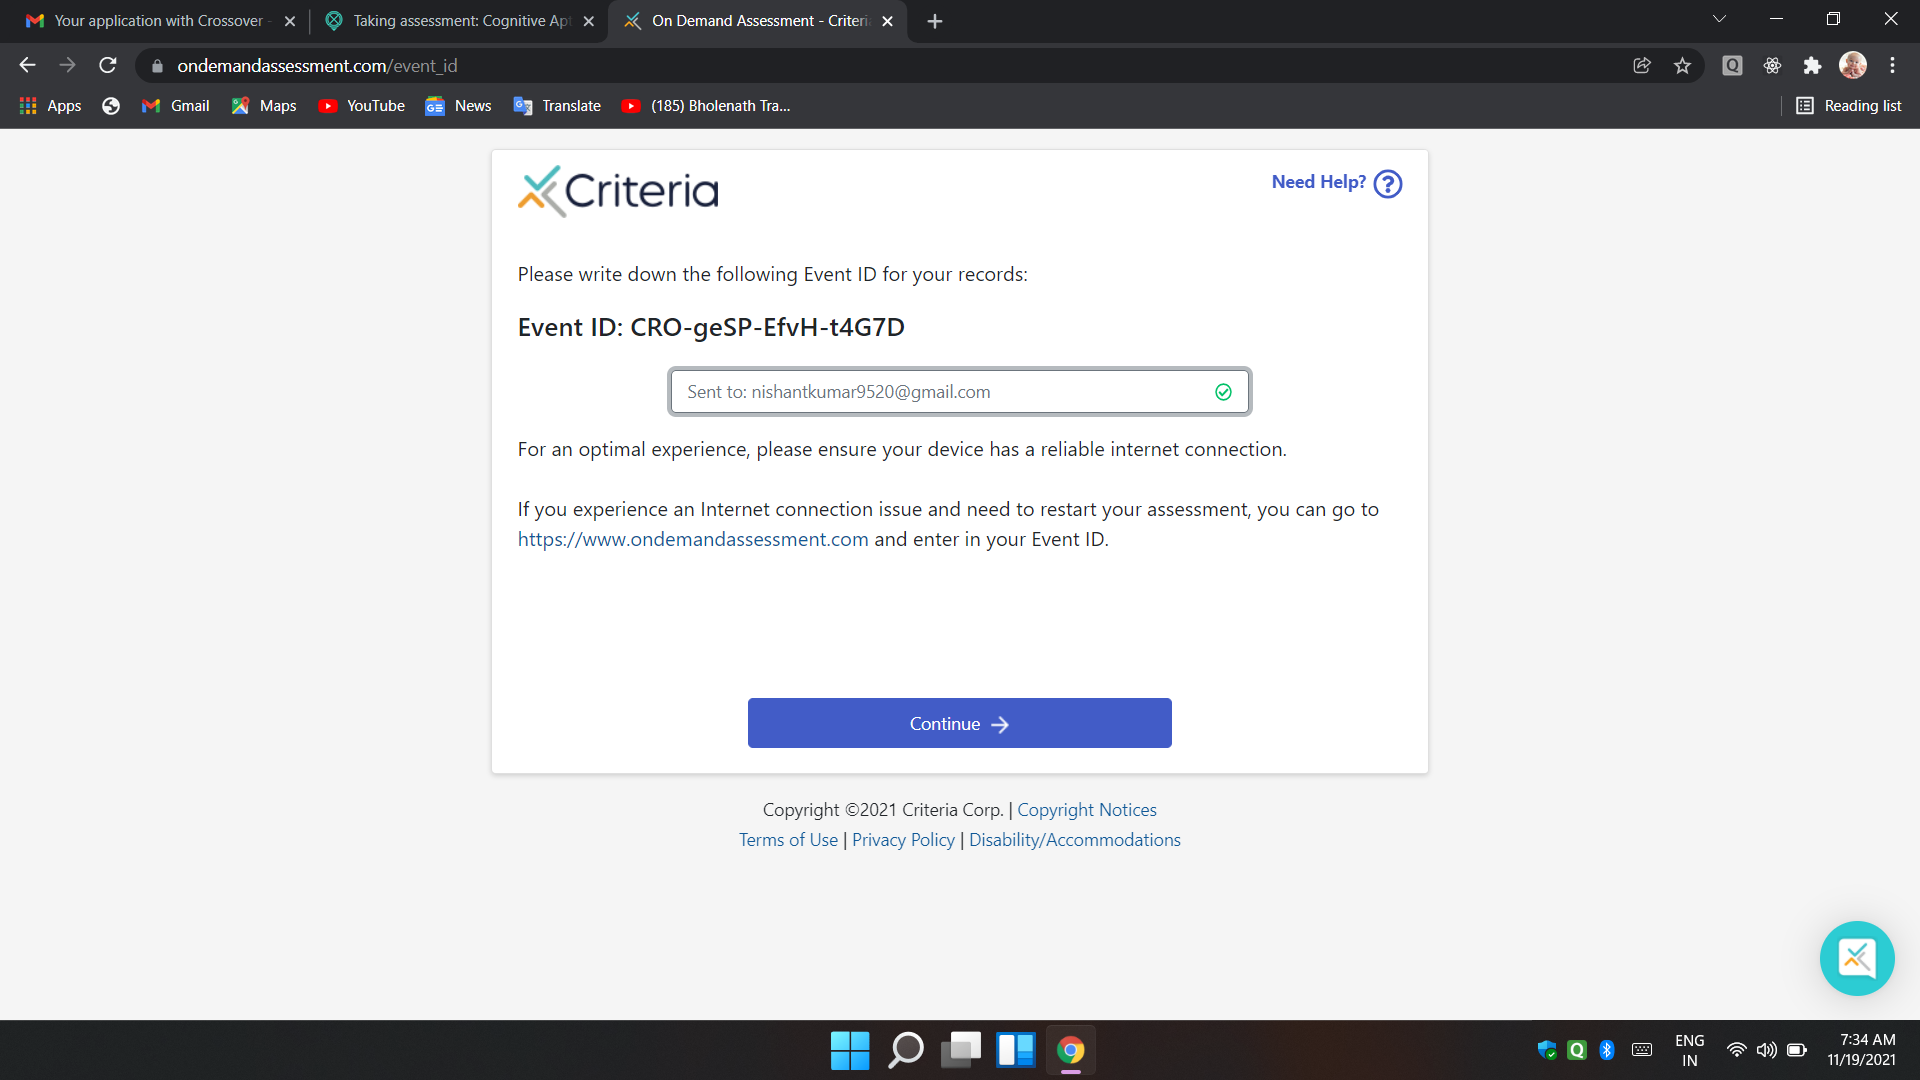 Your application with Crossover -
Taking assessment: Cognitive Apt
On Demand Assessment - Criteri
ondemandassessment.com/event_id
Apps
Gmail
Maps
YouTube
News
Translate
(185) Bholenath Tra...
Reading list
Criteria
Need Help? ?
Please write down the following Event ID for your records:
Event ID: CRO-geSP-EfvH-t4G7D
Sent to: nishantkumar9520@gmail.com
For an optimal experience, please ensure your device has a reliable internet connection.
If you experience an Internet connection issue and need to restart your assessment, you can go to
https://www.ondemandassessment.com and enter in your Event ID.
Continue →
Copyright ©2021 Criteria Corp. | Copyright Notices
Terms of Use | Privacy Policy | Disability/Accommodations
ENG
IN
7:34 AM
11/19/2021